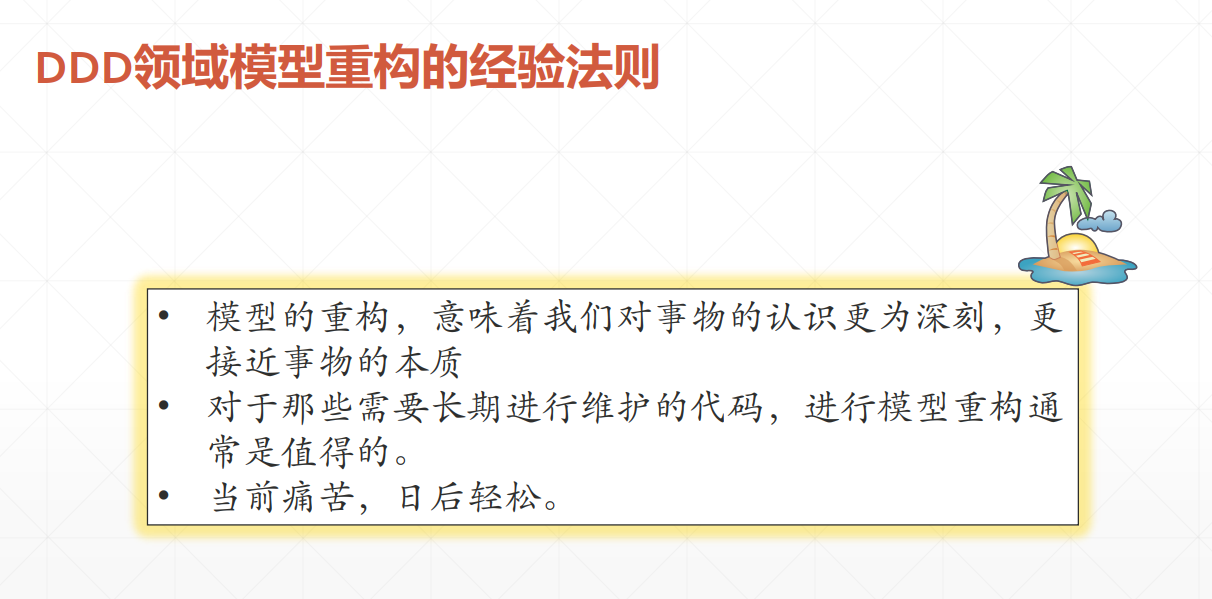 DDD领域模型重构的经验法则
• 模型的重构，意味着我们对事物的认识更为深刻，更
接近事物的本质
• 对于那些需要长期进行维护的代码，进行模型重构通
常是值得的。
• 当前痛苦，日后轻松。